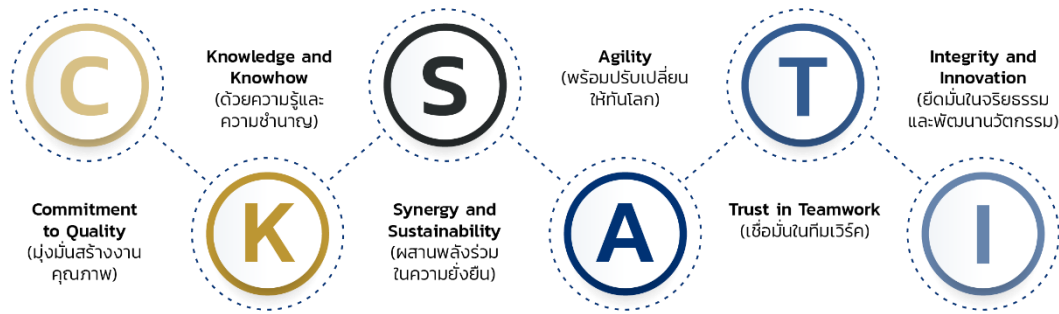 C
Commitment
to Quality
(มุ่งมั่นสร้างงาน
คุณภาพ)
Knowledge and
Knowhow
(ด้วยความรู้และ
ความชำนาญ)
K
S
Synergy and
Sustainability
(ผสานพลังร่วม
ในความยั่งยืน)
Agility
(พร้อมปรับเปลี่ยน
ให้ทันโลก)
A
T
Trust in Teamwork
(เชื่อมั่นในทีมเวิร์ค)
Integrity and
Innovation
(ยึดมั่นในจริยธรรม
และพัฒนานวัตกรรม)
I